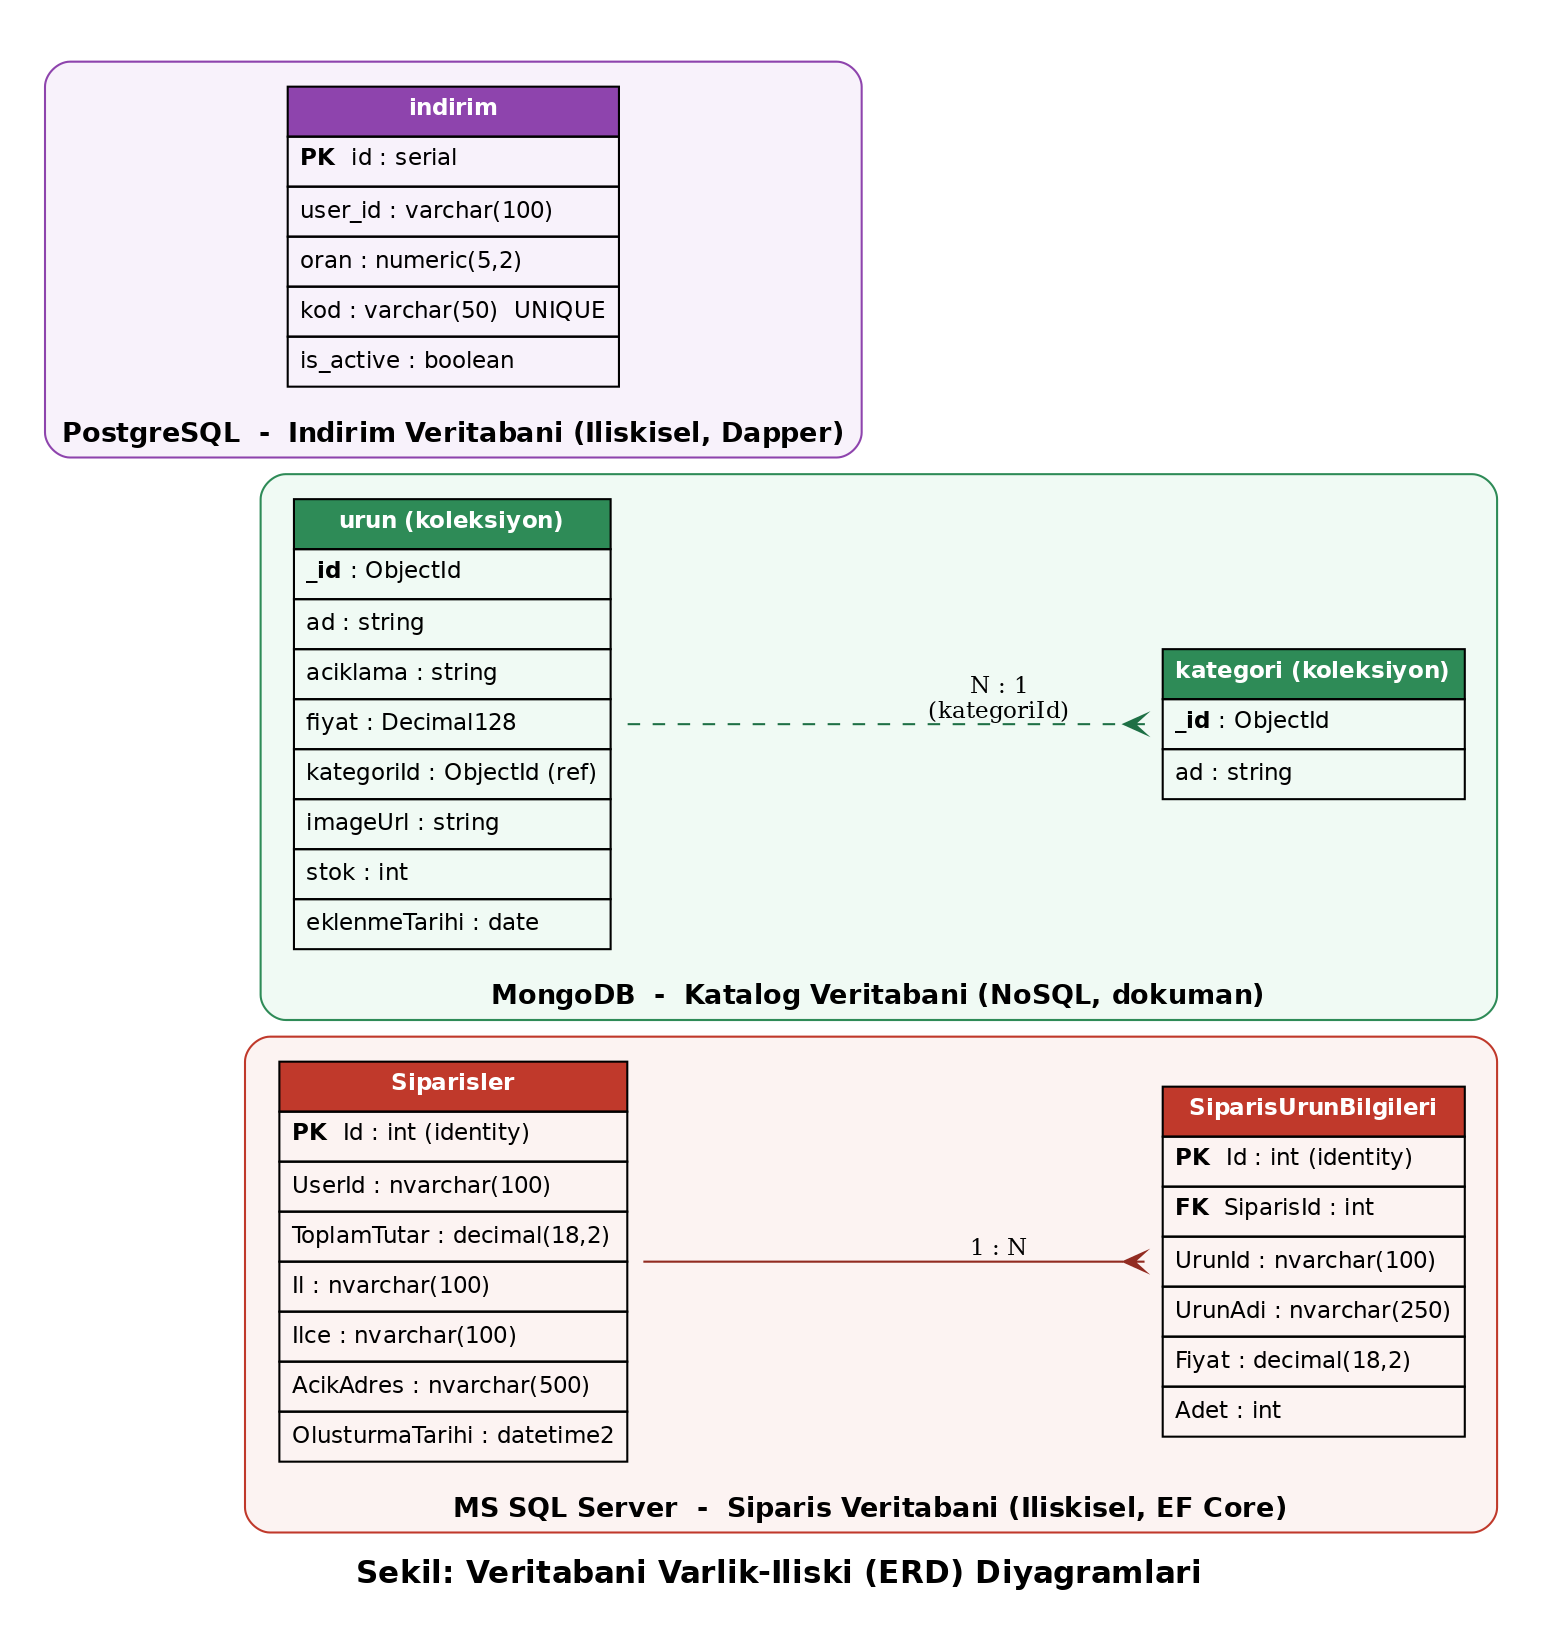 indirim
PK id : serial
user_id : varchar(100)
oran : numeric(5,2)
kod : varchar(50) UNIQUE
is_active : boolean
PostgreSQL - Indirim Veritabani (Iliskisel, Dapper)
urun (koleksiyon)
_id : ObjectId
ad : string
aciklama : string
fiyat : Decimal128
kategoriId : ObjectId (ref)
imageUrl : string
stok : int
eklenmeTarihi : date
N : 1
(kategoriId)
kategori (koleksiyon)
_id : ObjectId
ad : string
MongoDB - Katalog Veritabani (NoSQL, dokuman)
Siparisler
PK Id : int (identity)
UserId : nvarchar(100)
ToplamTutar : decimal(18,2)
Il : nvarchar(100)
Ilce : nvarchar(100)
AcikAdres : nvarchar(500)
OlusturmaTarihi : datetime2
1 : N
SiparisUrunBilgileri
PK Id : int (identity)
FK SiparisId : int
UrunId : nvarchar(100)
UrunAdi : nvarchar(250)
Fiyat : decimal(18,2)
Adet : int
MS SQL Server - Siparis Veritabani (Iliskisel, EF Core)
Sekil: Veritabani Varlik-Iliski (ERD) Diyagramlari